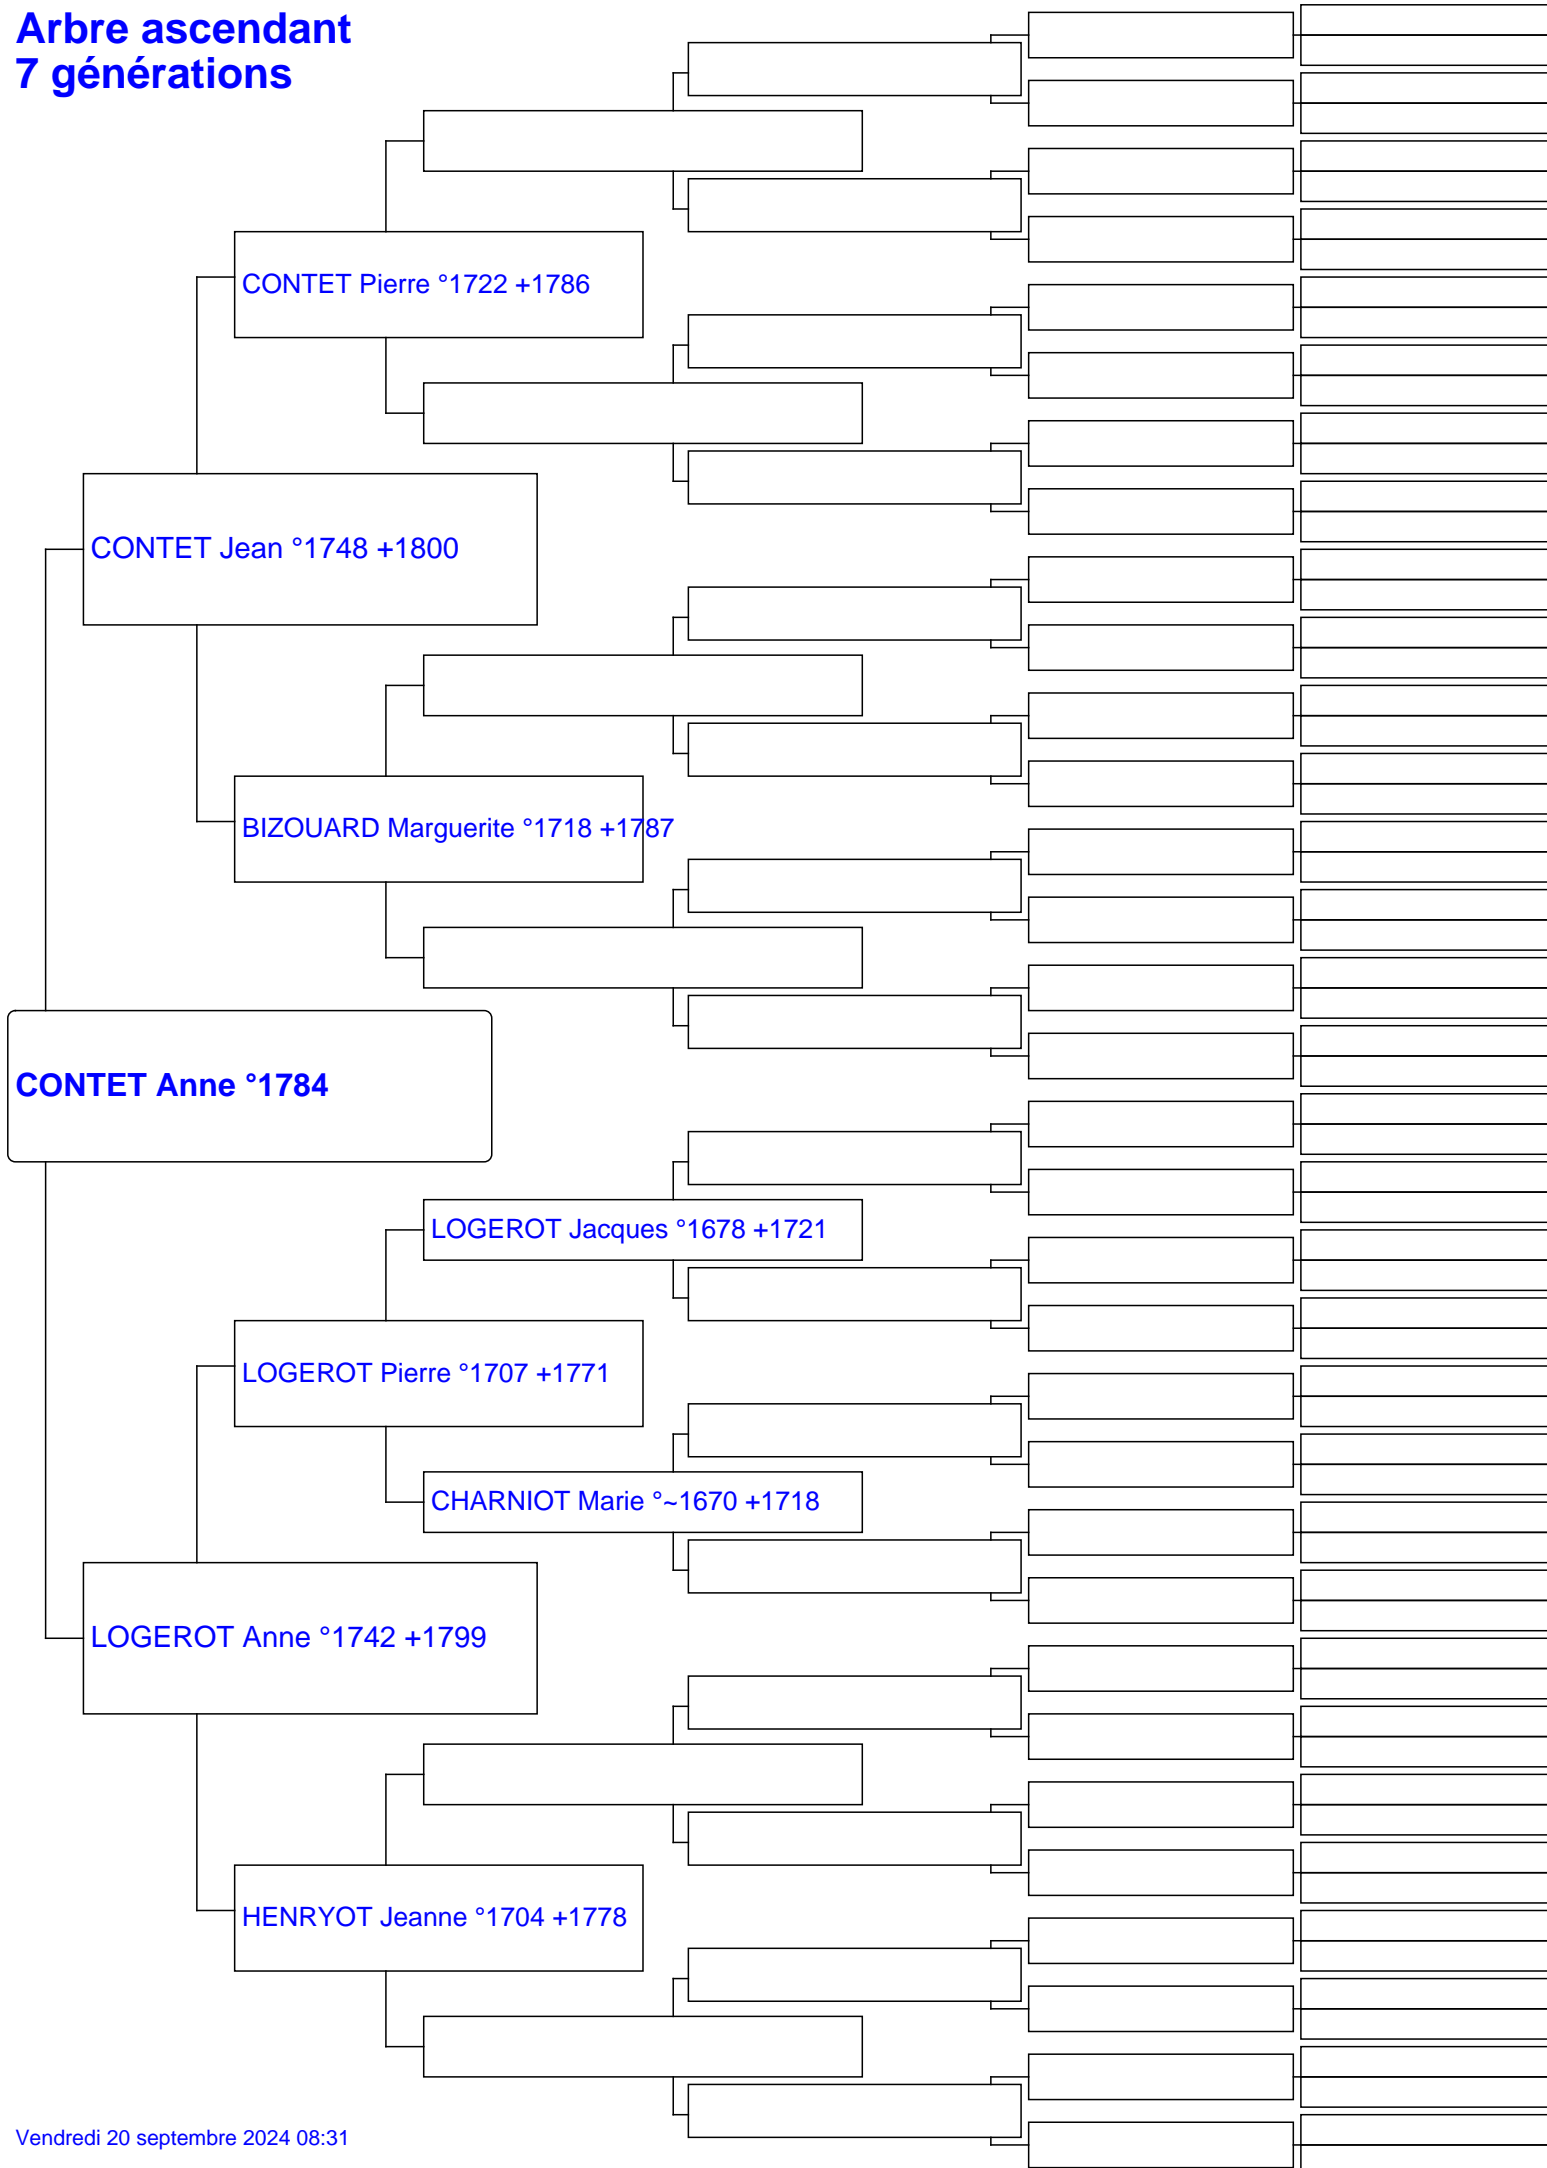 Arbre ascendant
7 générations
CONTET Pierre °1722 +1786
CONTET Jean °1748 +1800
BIZOUARD Marguerite °1718 +1787
CONTET Anne °1784
LOGEROT Jacques °1678 +1721
LOGEROT Pierre °1707 +1771
CHARNIOT Marie °~1670 +1718
LOGEROT Anne °1742 +1799
HENRYOT Jeanne °1704 +1778
Vendredi 20 septembre 2024 08:31